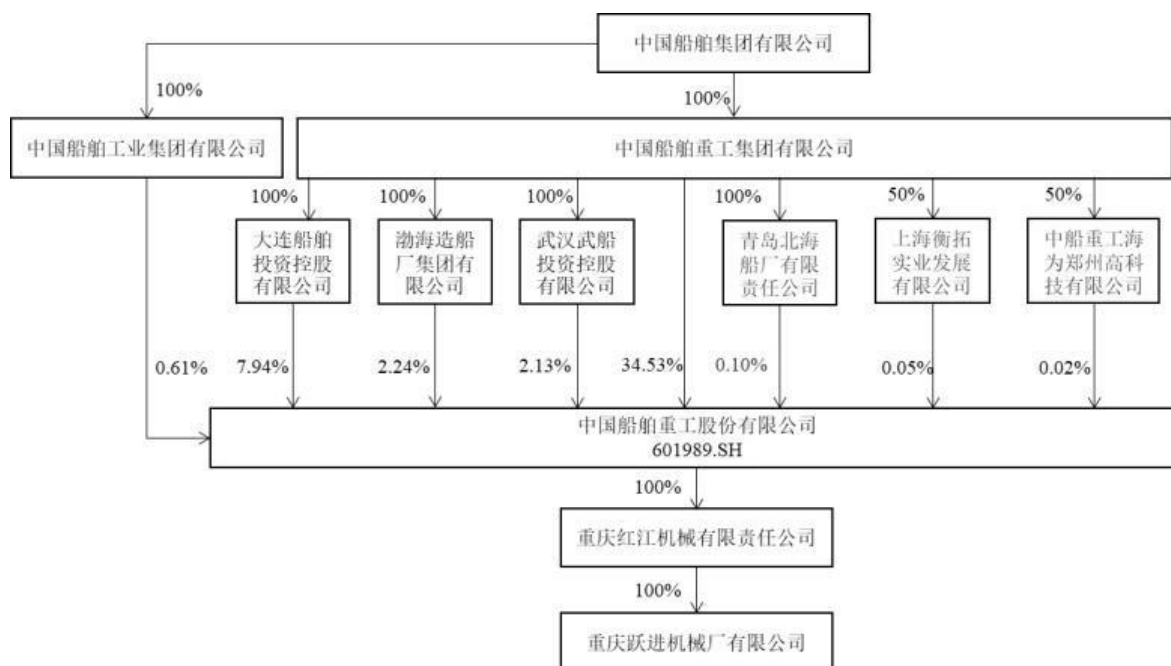 中国船舶集团有限公司
100%
100%
中国船舶工业集团有限公司
中国船舶重工集团有限公司
100%
100%
100%
100%
50%
50%
大连船舶
投资控股
有限公司
渤海造船
厂集团有
限公司
武汉武船
投资控股
有限公司
青岛北海
船厂有限
责任公司
上海衡拓
实业发展
有限公司
中船重工海
为郑州高科
技有限公司
0.61%
7.94%
2.24%
2.13%
34.53%
0.10%
0.05%
0.02%
中国船舶重工股份有限公司
601989.SH
100%
重庆红江机械有限责任公司
100%
重庆跃进机械厂有限公司